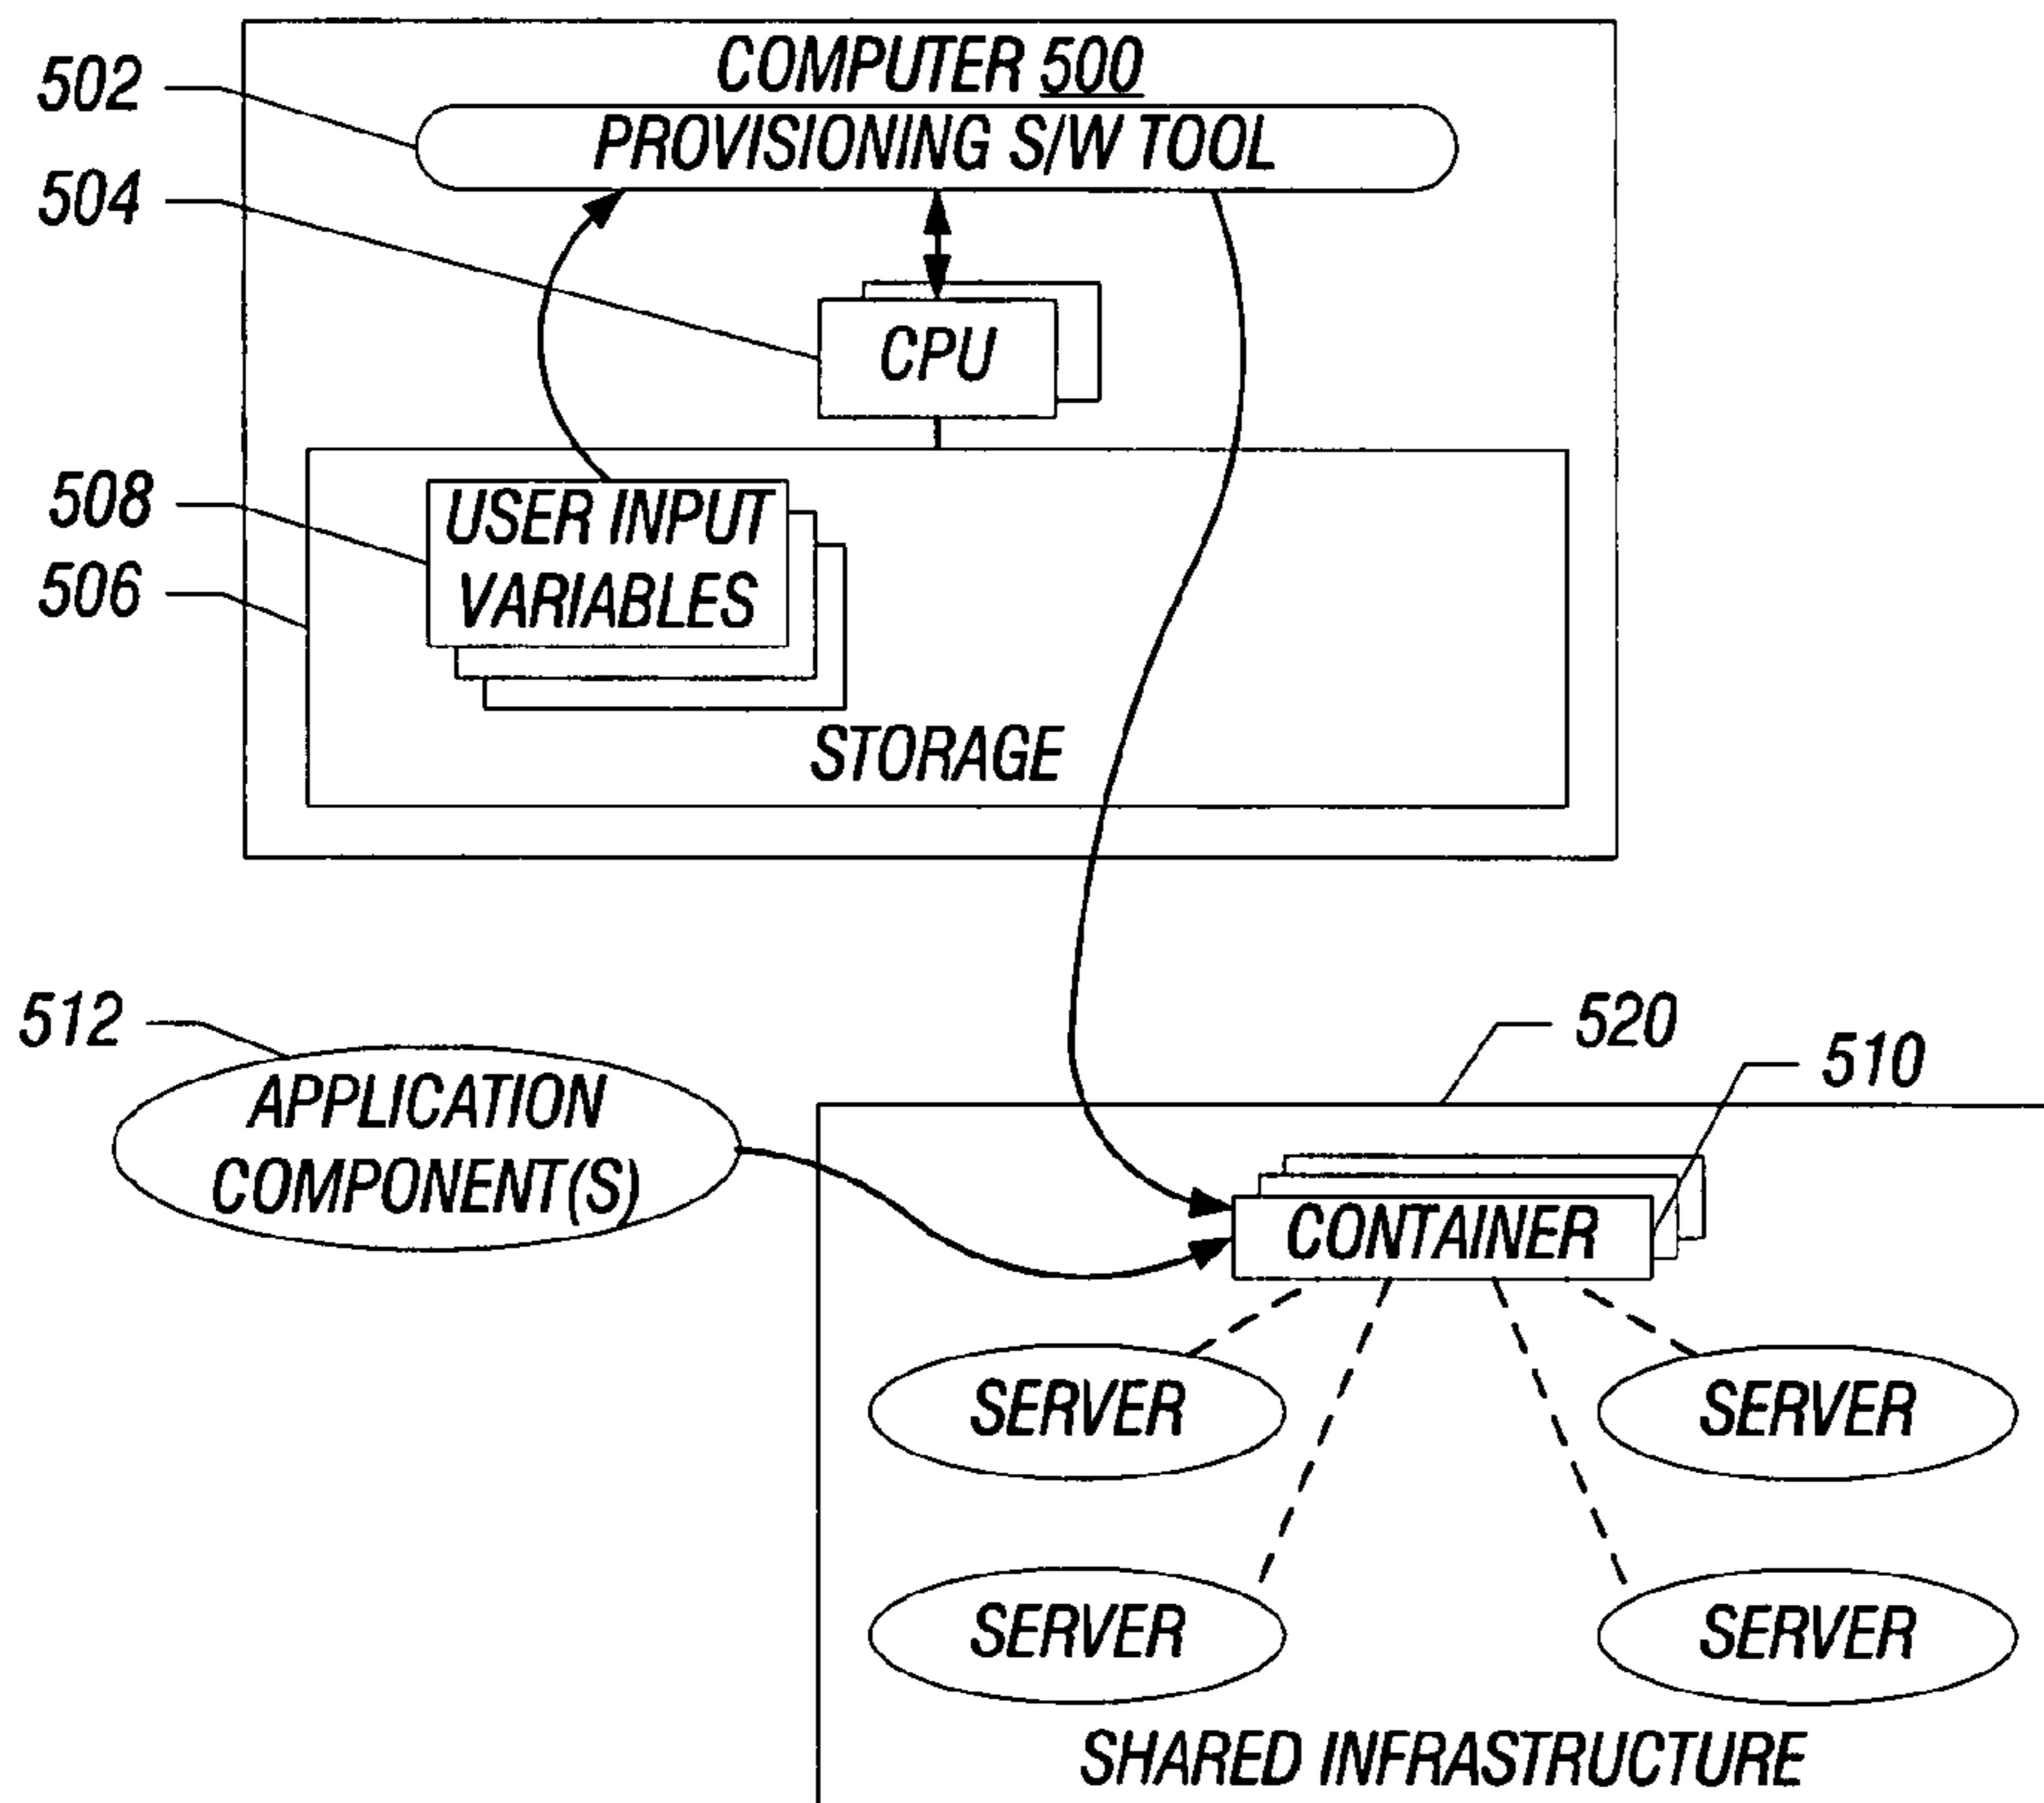 COMPUTER 500
502
PROVISIONING S/W TOOL
504
CPU
508
USER INPUT
VARIABLES
506
STORAGE
512
APPLICATION
COMPONENT(S)
520
510
CONTAINER
SERVER
SERVER
SERVER
SERVER
SHARED INFRASTRUCTURE